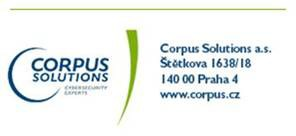 CORPUS
SOLUTIONS
CYBERSECURITY
EXPERTS
Corpus Solutions a.s.
Štětkova 1638/18
140 00 Praha 4
www.corpus.cz